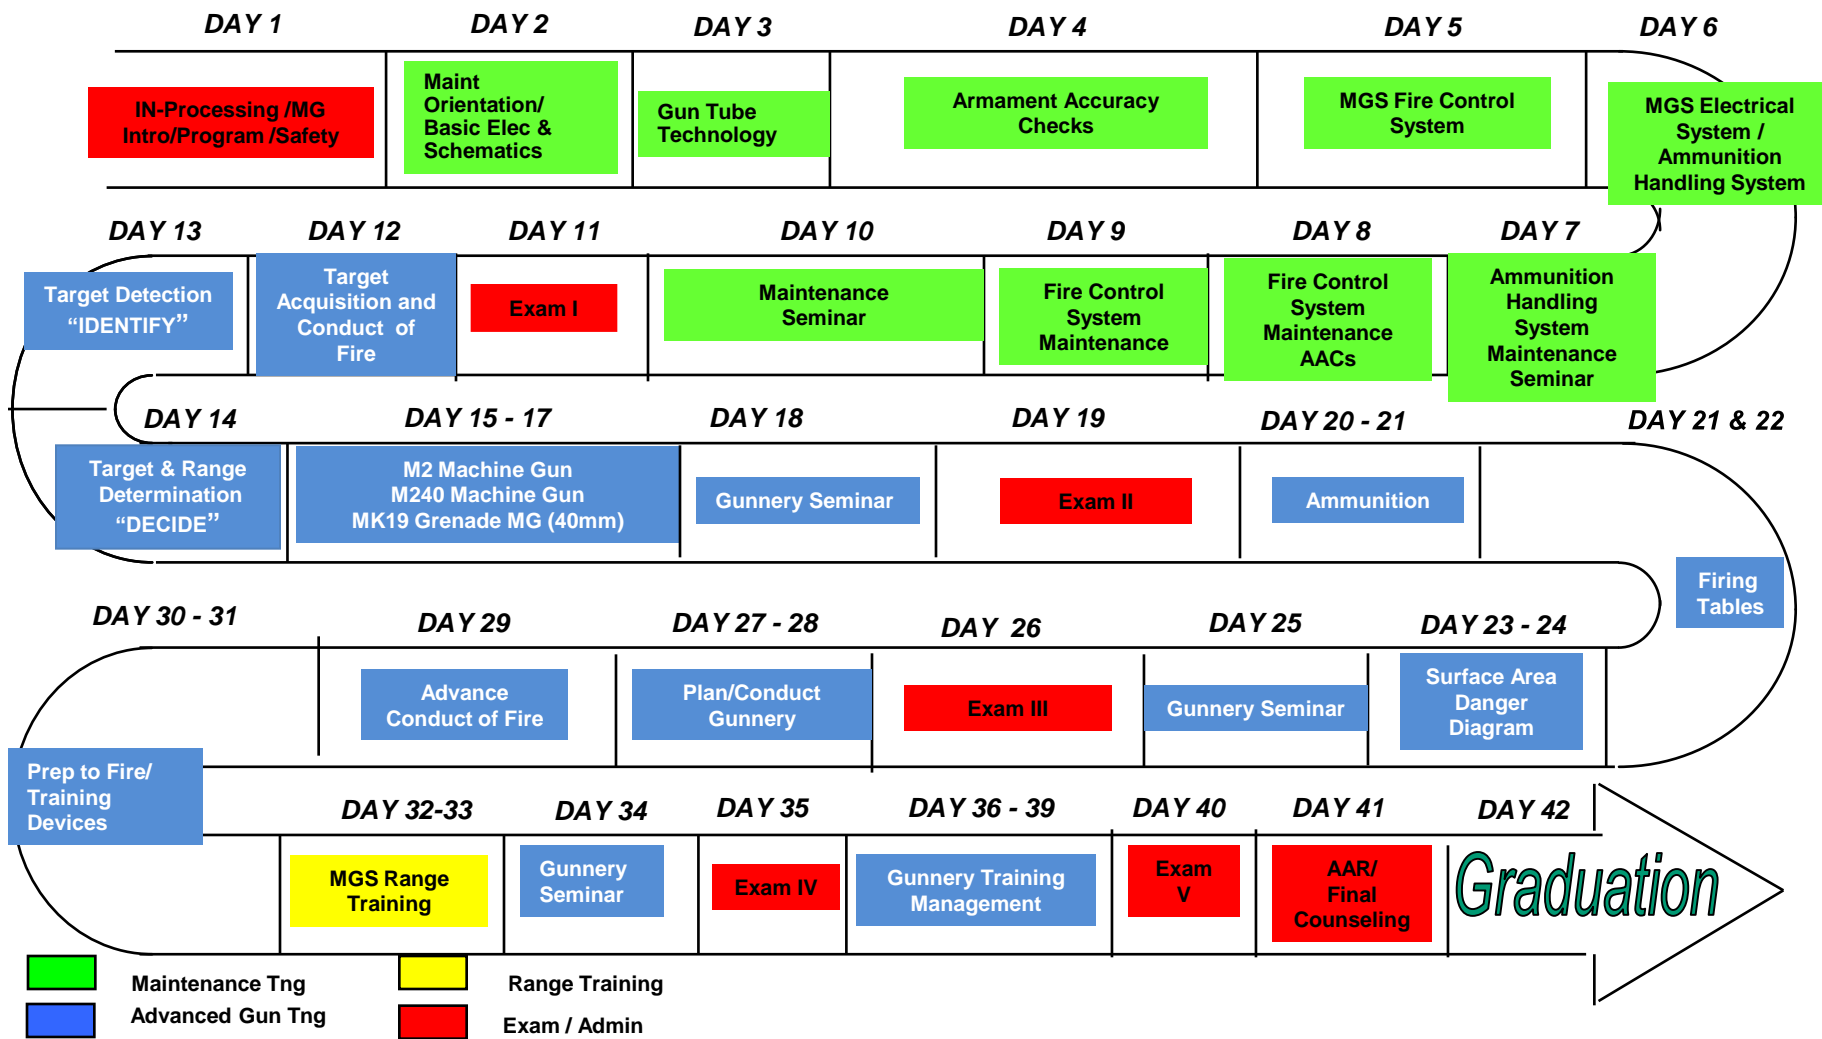 DAY 1
DAY 2
DAY 3
DAY 4
DAY 5
DAY 6
IN-Processing /MG
Intro/Program /Safety
Maint
Orientation/
Basic Elec &
Schematics
Gun Tube
Technology
Armament Accuracy
Checks
MGS Fire Control
System
MGS Electrical
System /
Ammunition
Handling System
DAY 13
DAY 12
DAY 11
DAY 10
DAY 9
DAY 8
DAY 7
Target Detection
“IDENTIFY”
Target
Acquisition and
Conduct of
Fire
Exam I
Maintenance
Seminar
Fire Control
System
Maintenance
Fire Control
System
Maintenance
AACs
Ammunition
Handling
System
Maintenance
Seminar
DAY 14
DAY 15 - 17
DAY 18
DAY 19
DAY 20 - 21
DAY 21 & 22
Target & Range
Determination
“DECIDE”
M2 Machine Gun
M240 Machine Gun
MK19 Grenade MG (40mm)
Gunnery Seminar
Exam II
Ammunition
Firing
Tables
DAY 30 - 31
DAY 29
DAY 27 - 28
DAY 26
DAY 25
DAY 23 - 24
Advance
Conduct of Fire
Plan/Conduct
Gunnery
Exam III
Gunnery Seminar
Surface Area
Danger
Diagram
Prep to Fire/
Training
Devices
DAY 32-33
DAY 34
DAY 35
DAY 36 - 39
DAY 40
DAY 41
DAY 42
MGS Range
Training
Gunnery
Seminar
Exam IV
Gunnery Training
Management
Exam
V
AAR/
Final
Counseling
Graduation
Maintenance Tng
Range Training
Advanced Gun Tng
Exam / Admin